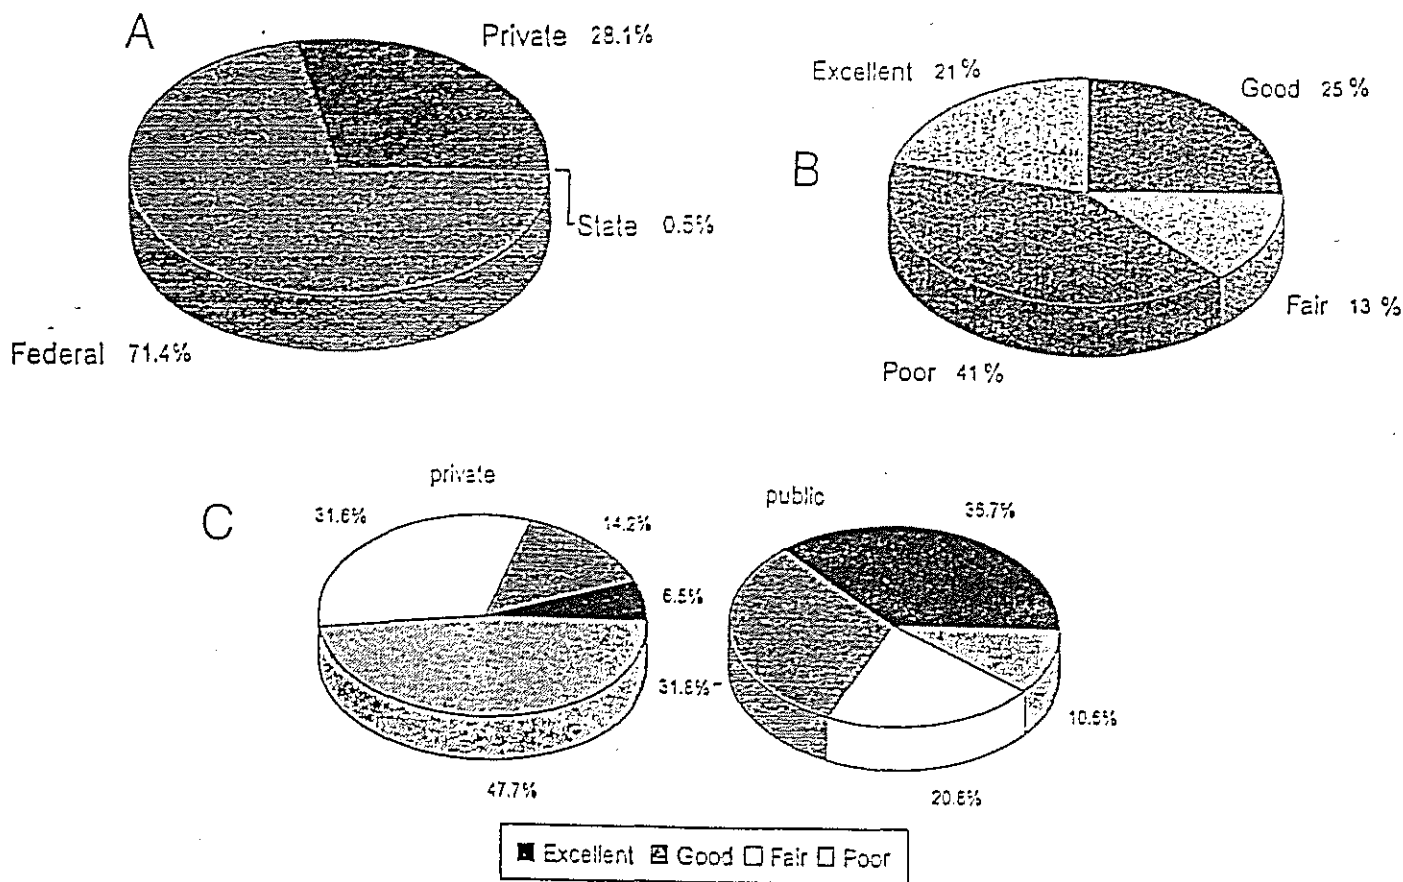 A
Private 28.1%
State 0.5%
Federal 71.4%
B
Excellent 21%
Good 25%
Fair 13%
Poor 41%
C
private
31.6%
14.2%
6.5%
47.7%
public
36.7%
31.8%
10.6%
20.8%
Excellent Good Fair Poor